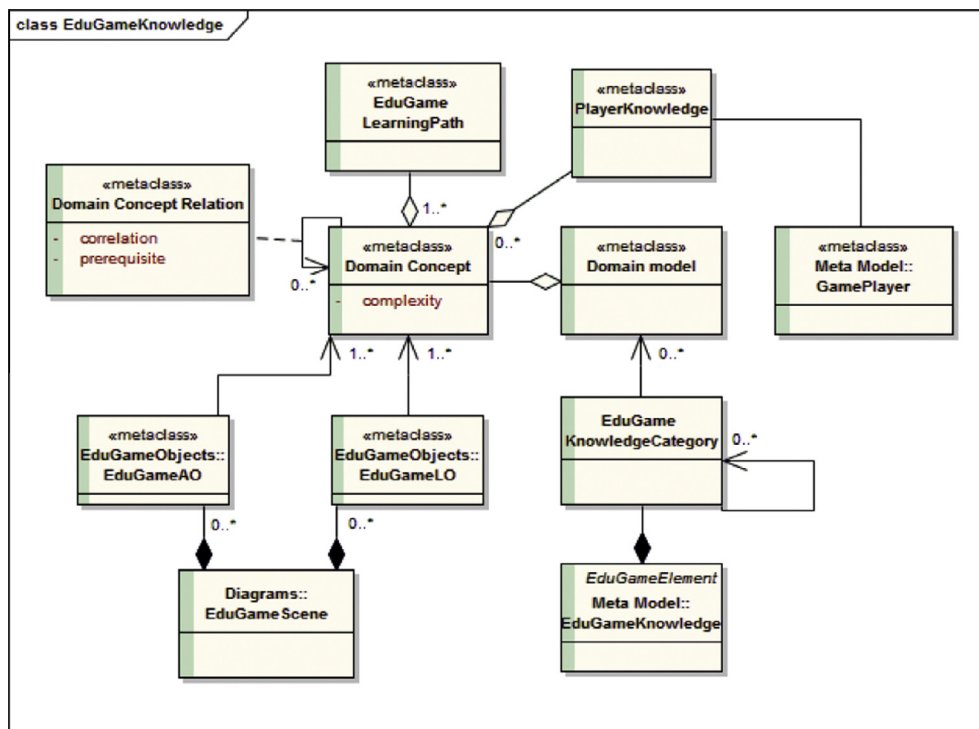 class EduGameKnowledge
«metaclass»
EduGame
LearningPath
«metaclass»
PlayerKnowledge
«metaclass»
Domain Concept Relation
- correlation
- prerequisite
1..*
0..*
0..*
«metaclass»
Domain Concept
- complexity
«metaclass»
Domain model
«metaclass»
Meta Model::
GamePlayer
1..*
1..*
0..*
«metaclass»
EduGameObjects::
EduGameAO
«metaclass»
EduGameObjects::
EduGameLO
EduGame
KnowledgeCategory
0..*
0..*
0..*
Diagrams::
EduGameScene
EduGameElement
Meta Model::
EduGameKnowledge